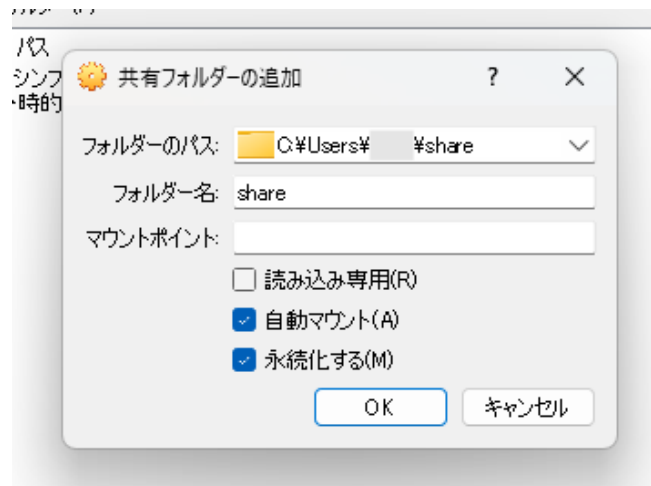 パス
シンフ
時的
共有フォルダーの追加 ? ×
フォルダーのパス: C:¥Users¥ ¥share
フォルダー名: share
マウントポイント:
読み込み専用(R)
自動マウント(A)
永続化する(M)
OK キャンセル